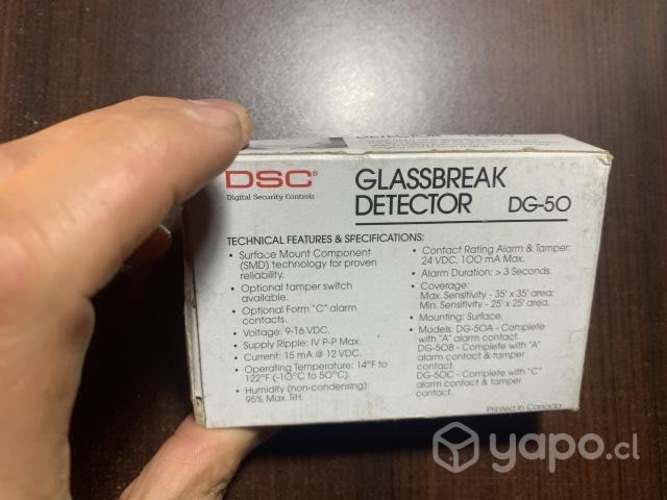 DSC®
Digital Security Controls
GLASSBREAK
DETECTOR DG-50
TECHNICAL FEATURES & SPECIFICATIONS:
• Surface Mount Component
(SMD) technology for proven
reliability.
• Optional tamper switch
available.
• Optional Form "C" alarm
contacts.
• Voltage: 9-16 VDC.
• Supply Ripple: IV P-P Max.
• Current: 15 mA @ 12 VDC.
• Operating Temperature: 14°F to
122°F (-10°C to 50°C).
• Humidity (non-condensing):
95% Max. RH.
• Contact Rating Alarm & Tamper:
24 VDC, 100 mA Max.
• Alarm Duration: > 3 Seconds.
• Coverage:
Max. Sensitivity - 35' x 35' area;
Min. Sensitivity - 25' x 25' area.
• Mounting: Surface.
• Models: DG-50A - Complete
with "A" alarm contact.
DG-50B - Complete with "A"
alarm contact & tamper
contact.
DG-50C - Complete with "C"
alarm contact & tamper
contact.
Printed in Canada
yapo.cl